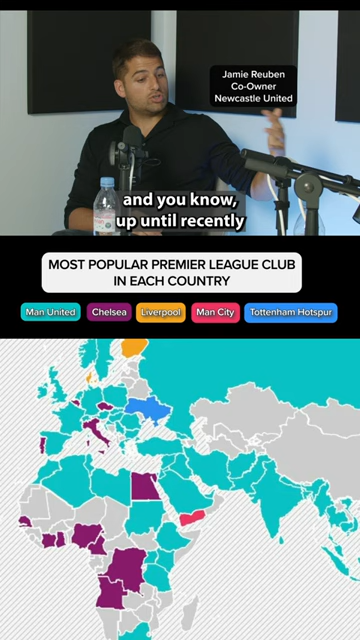 Jamie Reuben
Co-Owner
Newcastle United
and you know,
up until recently
MOST POPULAR PREMIER LEAGUE CLUB
IN EACH COUNTRY
Man United Chelsea Liverpool Man City Tottenham Hotspur